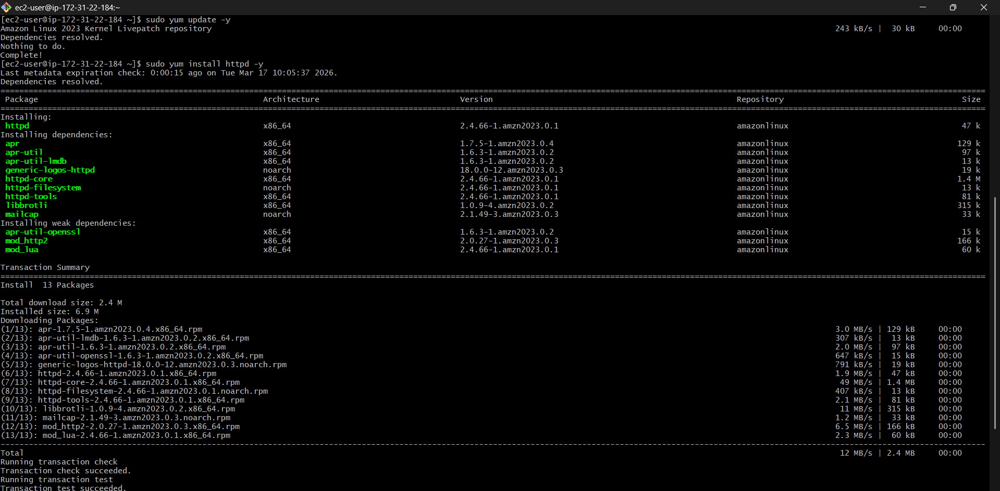 ec2-user@ip-172-31-22-184:~
[ec2-user@ip-172-31-22-184 ~]$ sudo yum update -y
Amazon Linux 2023 Kernel Livepatch repository 243 kB/s | 30 kB 00:00
Dependencies resolved.
Nothing to do.
Complete!
[ec2-user@ip-172-31-22-184 ~]$ sudo yum install httpd -y
Last metadata expiration check: 0:00:15 ago on Tue Mar 17 10:05:37 2026.
Dependencies resolved.
Package Architecture Version Repository Size
Installing:
httpd x86_64 2.4.66-1.amzn2023.0.1 amazonlinux 47 k
Installing dependencies:
apr x86_64 1.7.5-1.amzn2023.0.4 amazonlinux 129 k
apr-util x86_64 1.6.3-1.amzn2023.0.2 amazonlinux 97 k
apr-util-lmdb x86_64 1.6.3-1.amzn2023.0.2 amazonlinux 13 k
generic-logos-httpd noarch 18.0.0-12.amzn2023.0.3 amazonlinux 19 k
httpd-core x86_64 2.4.66-1.amzn2023.0.1 amazonlinux 1.4 M
httpd-filesystem noarch 2.4.66-1.amzn2023.0.1 amazonlinux 13 k
httpd-tools x86_64 2.4.66-1.amzn2023.0.1 amazonlinux 81 k
libbrotli x86_64 1.0.9-4.amzn2023.0.2 amazonlinux 315 k
mailcap noarch 2.1.49-3.amzn2023.0.3 amazonlinux 33 k
Installing weak dependencies:
apr-util-openssl x86_64 1.6.3-1.amzn2023.0.2 amazonlinux 15 k
mod_http2 x86_64 2.0.27-1.amzn2023.0.3 amazonlinux 166 k
mod_lua x86_64 2.4.66-1.amzn2023.0.1 amazonlinux 60 k
Transaction Summary
Install 13 Packages
Total download size: 2.4 M
Installed size: 6.9 M
Downloading Packages:
(1/13): apr-1.7.5-1.amzn2023.0.4.x86_64.rpm 3.0 MB/s | 129 kB 00:00
(2/13): apr-util-lmdb-1.6.3-1.amzn2023.0.2.x86_64.rpm 307 kB/s | 13 kB 00:00
(3/13): apr-util-1.6.3-1.amzn2023.0.2.x86_64.rpm 2.0 MB/s | 97 kB 00:00
(4/13): apr-util-openssl-1.6.3-1.amzn2023.0.2.x86_64.rpm 647 kB/s | 15 kB 00:00
(5/13): generic-logos-httpd-18.0.0-12.amzn2023.0.3.noarch.rpm 791 kB/s | 19 kB 00:00
(6/13): httpd-2.4.66-1.amzn2023.0.1.x86_64.rpm 1.9 MB/s | 47 kB 00:00
(7/13): httpd-core-2.4.66-1.amzn2023.0.1.x86_64.rpm 49 MB/s | 1.4 MB 00:00
(8/13): httpd-filesystem-2.4.66-1.amzn2023.0.1.noarch.rpm 407 kB/s | 13 kB 00:00
(9/13): httpd-tools-2.4.66-1.amzn2023.0.1.x86_64.rpm 2.1 MB/s | 81 kB 00:00
(10/13): libbrotli-1.0.9-4.amzn2023.0.2.x86_64.rpm 11 MB/s | 315 kB 00:00
(11/13): mailcap-2.1.49-3.amzn2023.0.3.noarch.rpm 1.2 MB/s | 33 kB 00:00
(12/13): mod_http2-2.0.27-1.amzn2023.0.3.x86_64.rpm 6.5 MB/s | 166 kB 00:00
(13/13): mod_lua-2.4.66-1.amzn2023.0.1.x86_64.rpm 2.3 MB/s | 60 kB 00:00
Total 12 MB/s | 2.4 MB 00:00
Running transaction check
Transaction check succeeded.
Running transaction test
Transaction test succeeded.